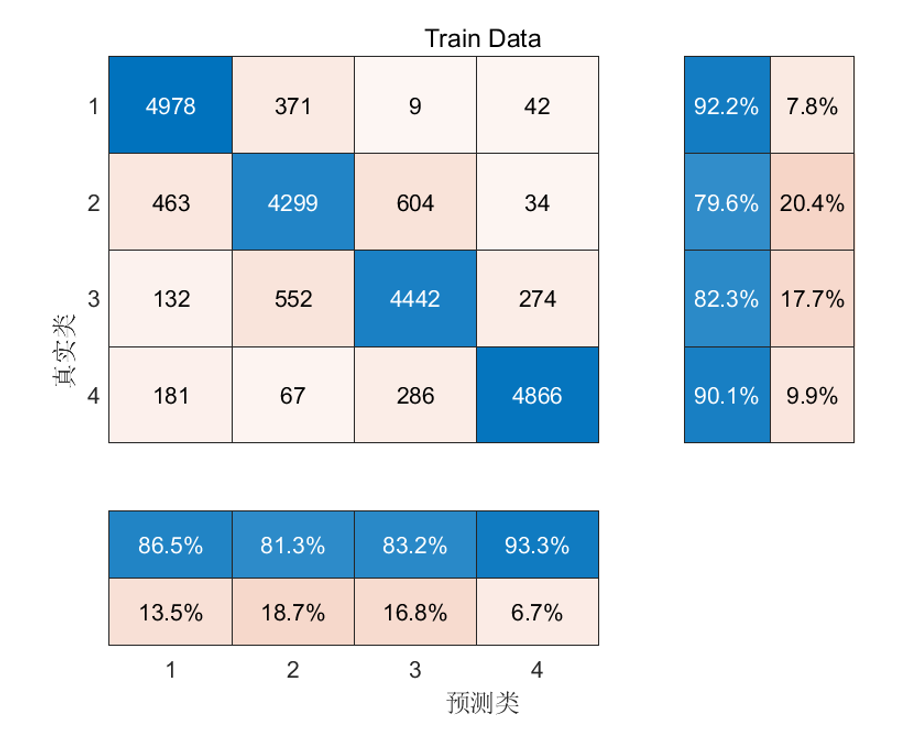 Train Data
1 4978 371 9 42 92.2% 7.8%
2 463 4299 604 34 79.6% 20.4%
3 132 552 4442 274 82.3% 17.7%
4 181 67 286 4866 90.1% 9.9%
真实类
86.5% 81.3% 83.2% 93.3%
13.5% 18.7% 16.8% 6.7%
1 2 3 4
预测类